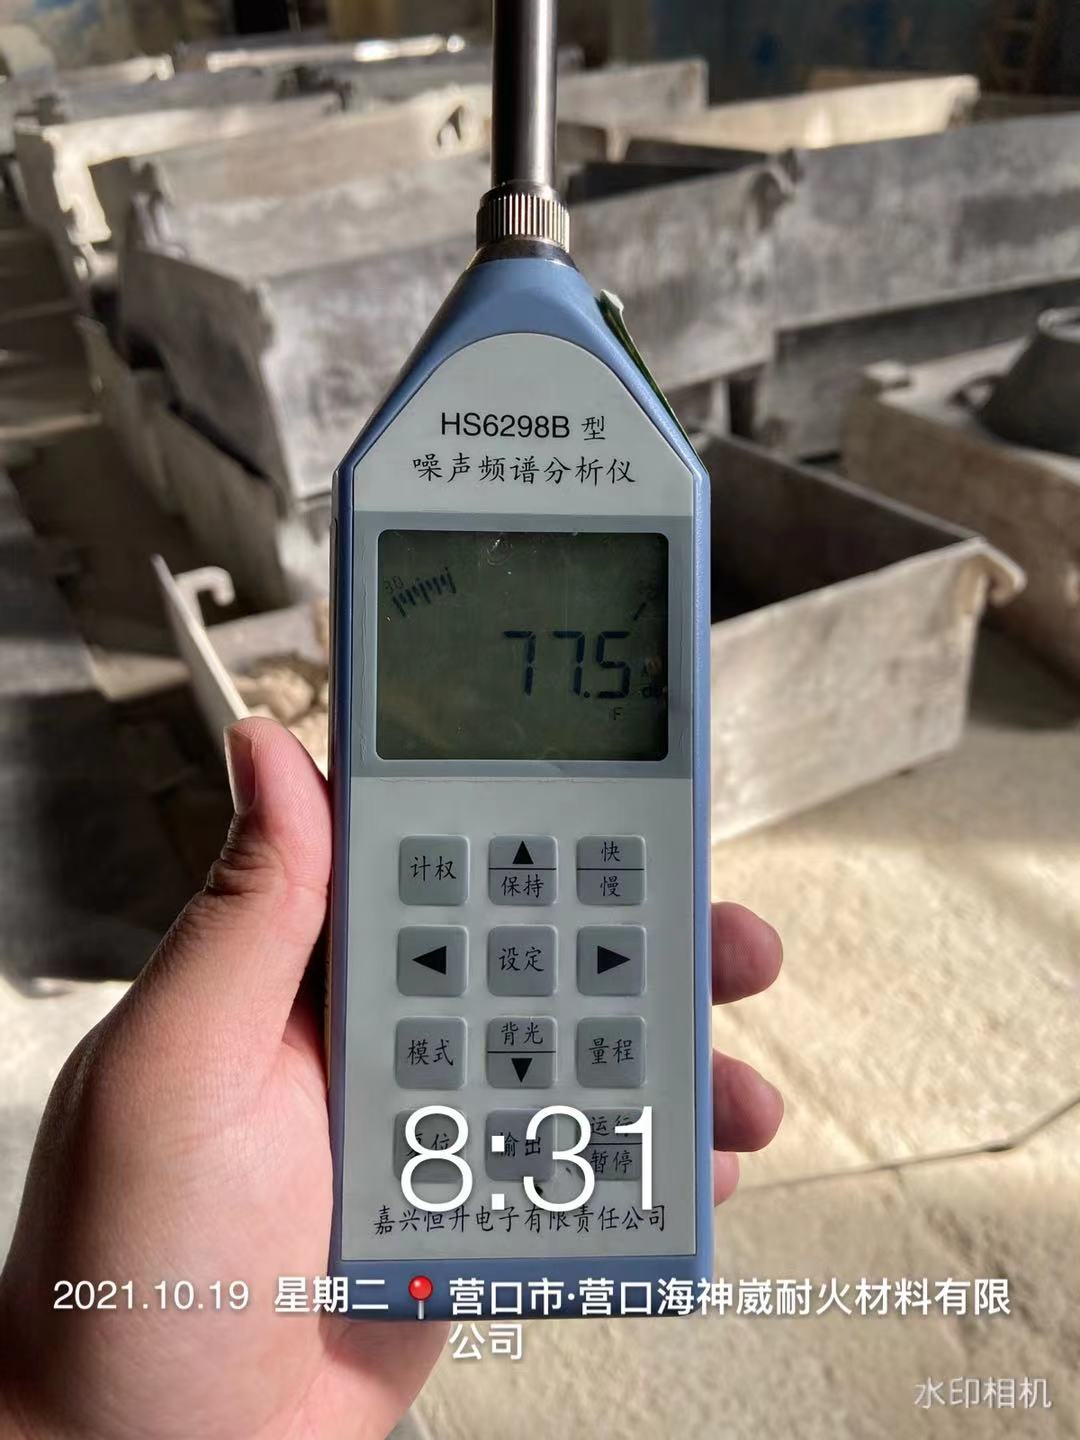 HS6298B 型
噪声频谱分析仪
30
77.5
F
计权
▲
保持
快
慢
◀
设定
▶
模式
背光
▼
量程
输出
运行
暂停
8:31
嘉兴恒升电子有限责任公司
2021.10.19 星期二 营口市·营口海神崴耐火材料有限
公司
水印相机